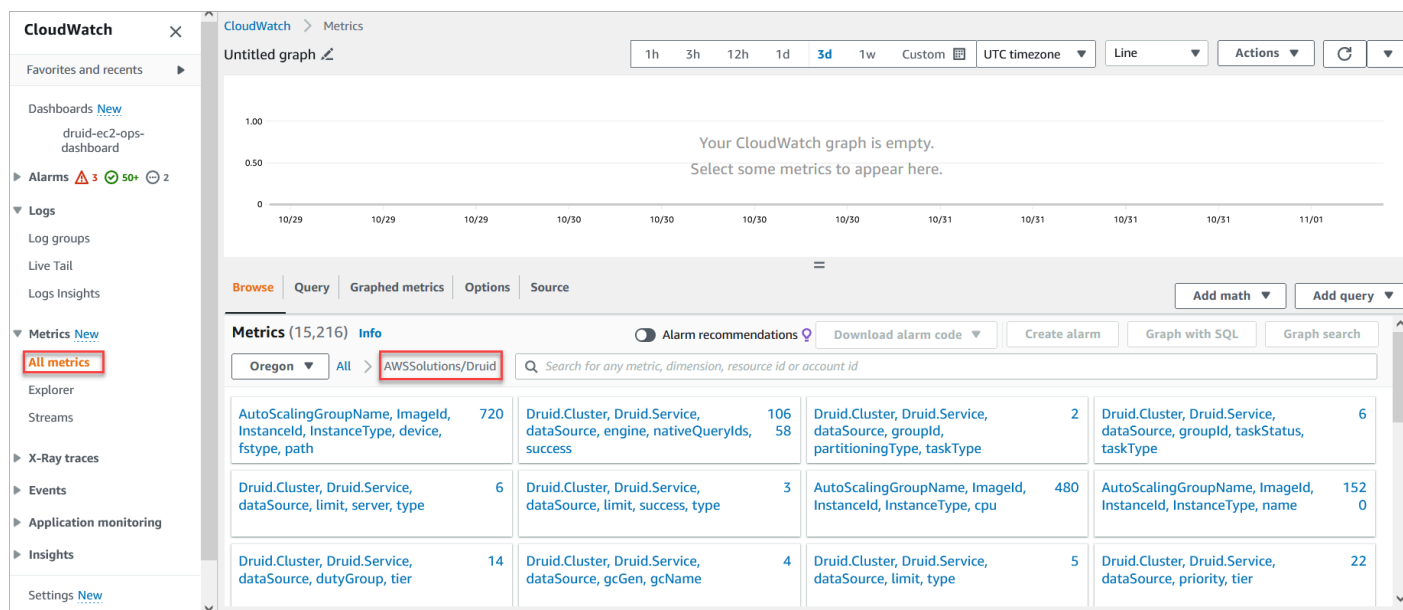 CloudWatch
Favorites and recents
Dashboards New
druid-ec2-ops-
dashboard
Alarms 3 50+ 2
Logs
Log groups
Live Tail
Logs Insights
Metrics New
All metrics
Explorer
Streams
X-Ray traces
Events
Application monitoring
Insights
Settings New
CloudWatch > Metrics
Untitled graph
1h 3h 12h 1d 3d 1w Custom UTC timezone Line Actions
1.00
Your CloudWatch graph is empty.
0.50
Select some metrics to appear here.
0
10/29 10/29 10/29 10/30 10/30 10/30 10/30 10/31 10/31 10/31 10/31 11/01
Browse Query Graphed metrics Options Source
Add math Add query
Metrics (15,216) Info Alarm recommendations Download alarm code Create alarm Graph with SQL Graph search
Oregon All > AWSSolutions/Druid Search for any metric, dimension, resource id or account id
AutoScalingGroupName, ImageId, 720
InstanceId, InstanceType, device,
fstype, path
Druid.Cluster, Druid.Service, 106
dataSource, engine, nativeQueryIds, 58
success
Druid.Cluster, Druid.Service, 2
dataSource, groupId,
partitioningType, taskType
Druid.Cluster, Druid.Service, 6
dataSource, groupId, taskStatus,
taskType
Druid.Cluster, Druid.Service, 6
dataSource, limit, server, type
Druid.Cluster, Druid.Service, 3
dataSource, limit, success, type
AutoScalingGroupName, ImageId, 480
InstanceId, InstanceType, cpu
AutoScalingGroupName, ImageId, 152
InstanceId, InstanceType, name 0
Druid.Cluster, Druid.Service, 14
dataSource, dutyGroup, tier
Druid.Cluster, Druid.Service, 4
dataSource, gcGen, gcName
Druid.Cluster, Druid.Service, 5
dataSource, limit, type
Druid.Cluster, Druid.Service, 22
dataSource, priority, tier